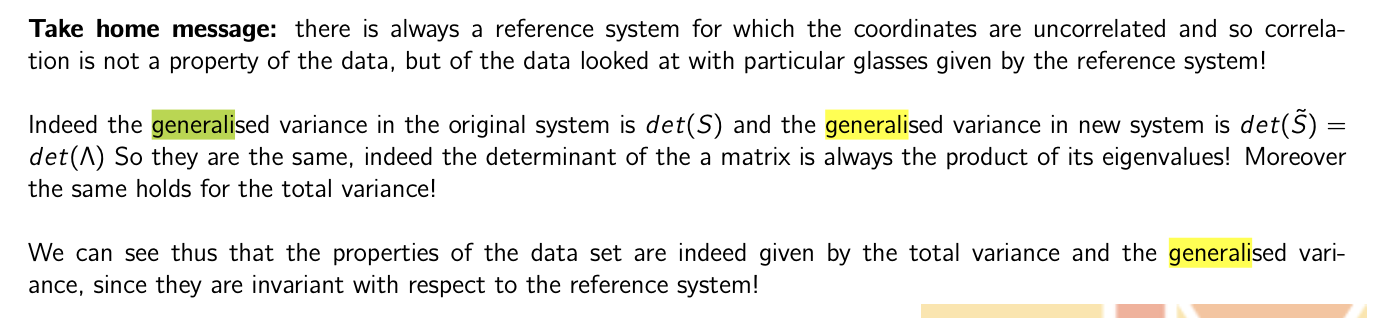 Take home message: there is always a reference system for which the coordinates are uncorrelated and so correla-
tion is not a property of the data, but of the data looked at with particular glasses given by the reference system!
Indeed the generalised variance in the original system is det(S) and the generalised variance in new system is det(S̃) =
det(Λ) So they are the same, indeed the determinant of the a matrix is always the product of its eigenvalues! Moreover
the same holds for the total variance!
We can see thus that the properties of the data set are indeed given by the total variance and the generalised vari-
ance, since they are invariant with respect to the reference system!